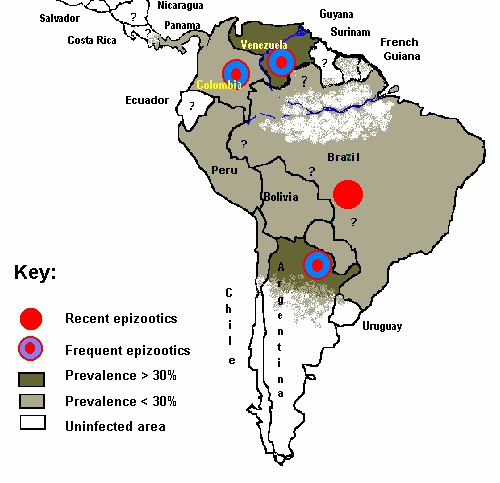 Nicaragua
Salvador
?
Panama
Costa Rica
?
Guyana
Surinam
French
Guiana
Venezuela
?
?
Colombia
Ecuador
?
?
Brazil
?
Peru
Bolivia
?
Argentina
Chile
Uruguay
Key:
Recent epizootics
Frequent epizootics
Prevalence > 30%
Prevalence < 30%
Uninfected area